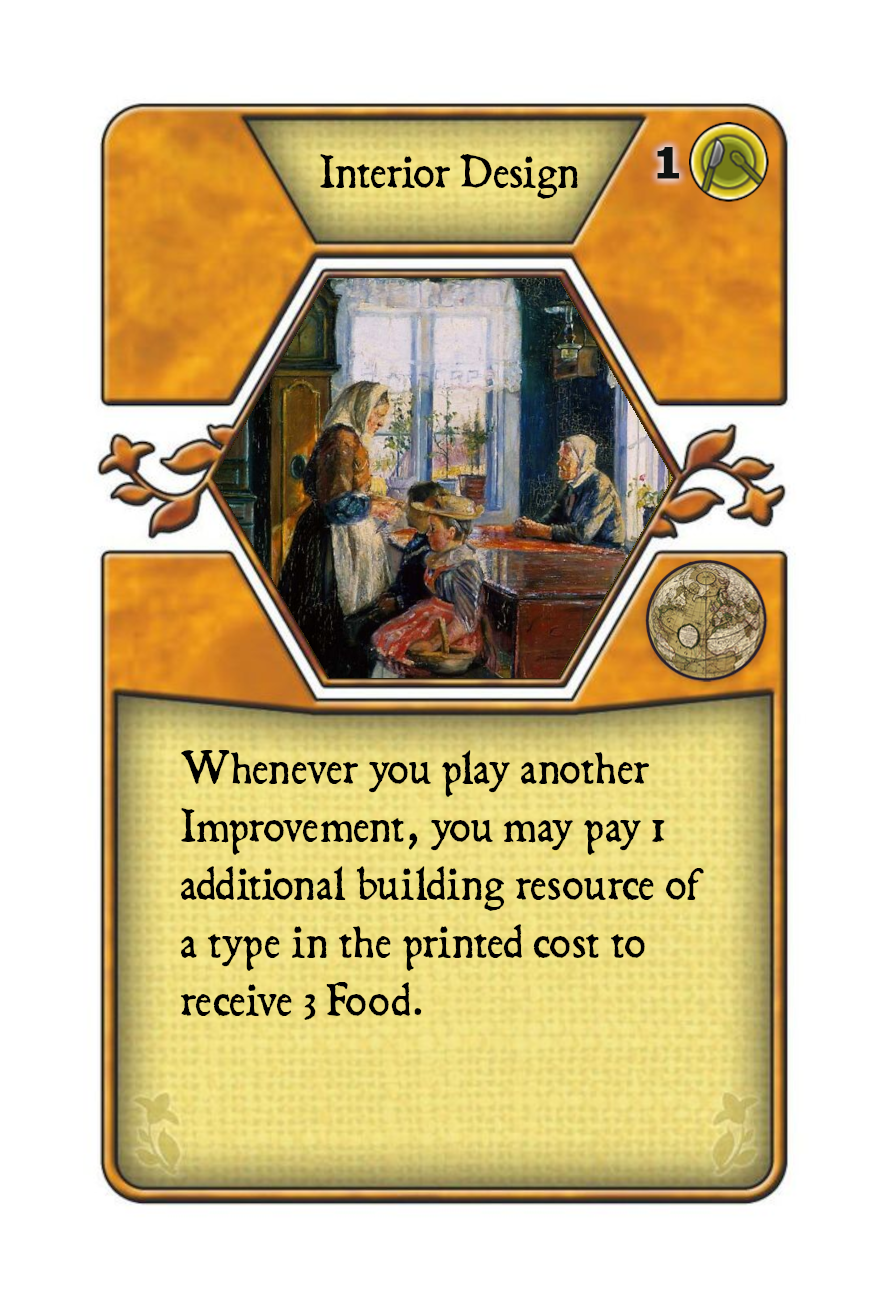 Interior Design
1
Whenever you play another
Improvement, you may pay 1
additional building resource of
a type in the printed cost to
receive 3 Food.